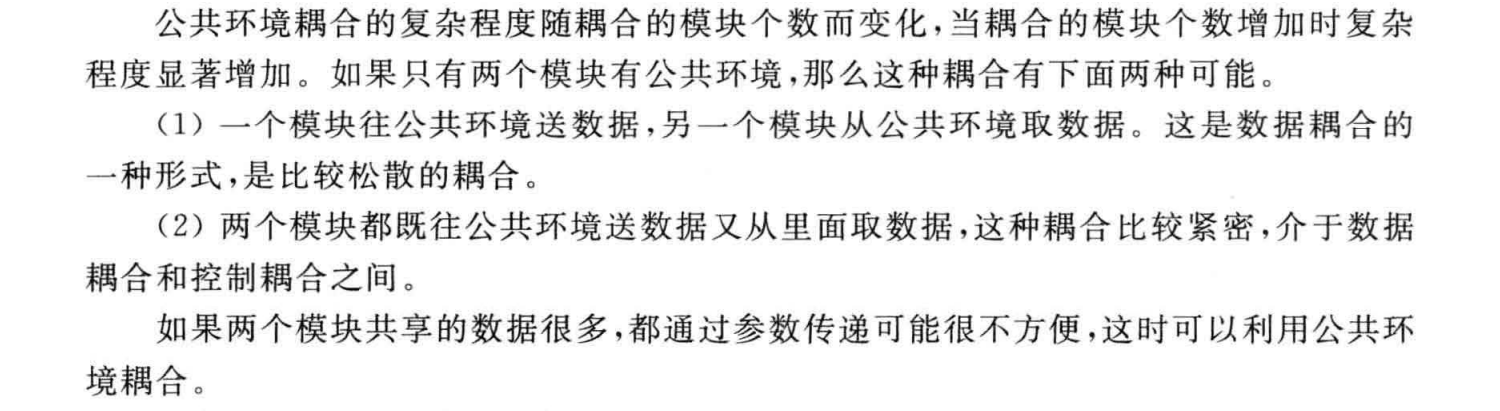 公共环境耦合的复杂程度随耦合的模块个数而变化,当耦合的模块个数增加时复杂
程度显著增加。如果只有两个模块有公共环境,那么这种耦合有下面两种可能。
(1) 一个模块往公共环境送数据,另一个模块从公共环境取数据。这是数据耦合的
一种形式,是比较松散的耦合。
(2) 两个模块都既往公共环境送数据又从里面取数据,这种耦合比较紧密,介于数据
耦合和控制耦合之间。
如果两个模块共享的数据很多,都通过参数传递可能很不方便,这时可以利用公共环
境耦合。